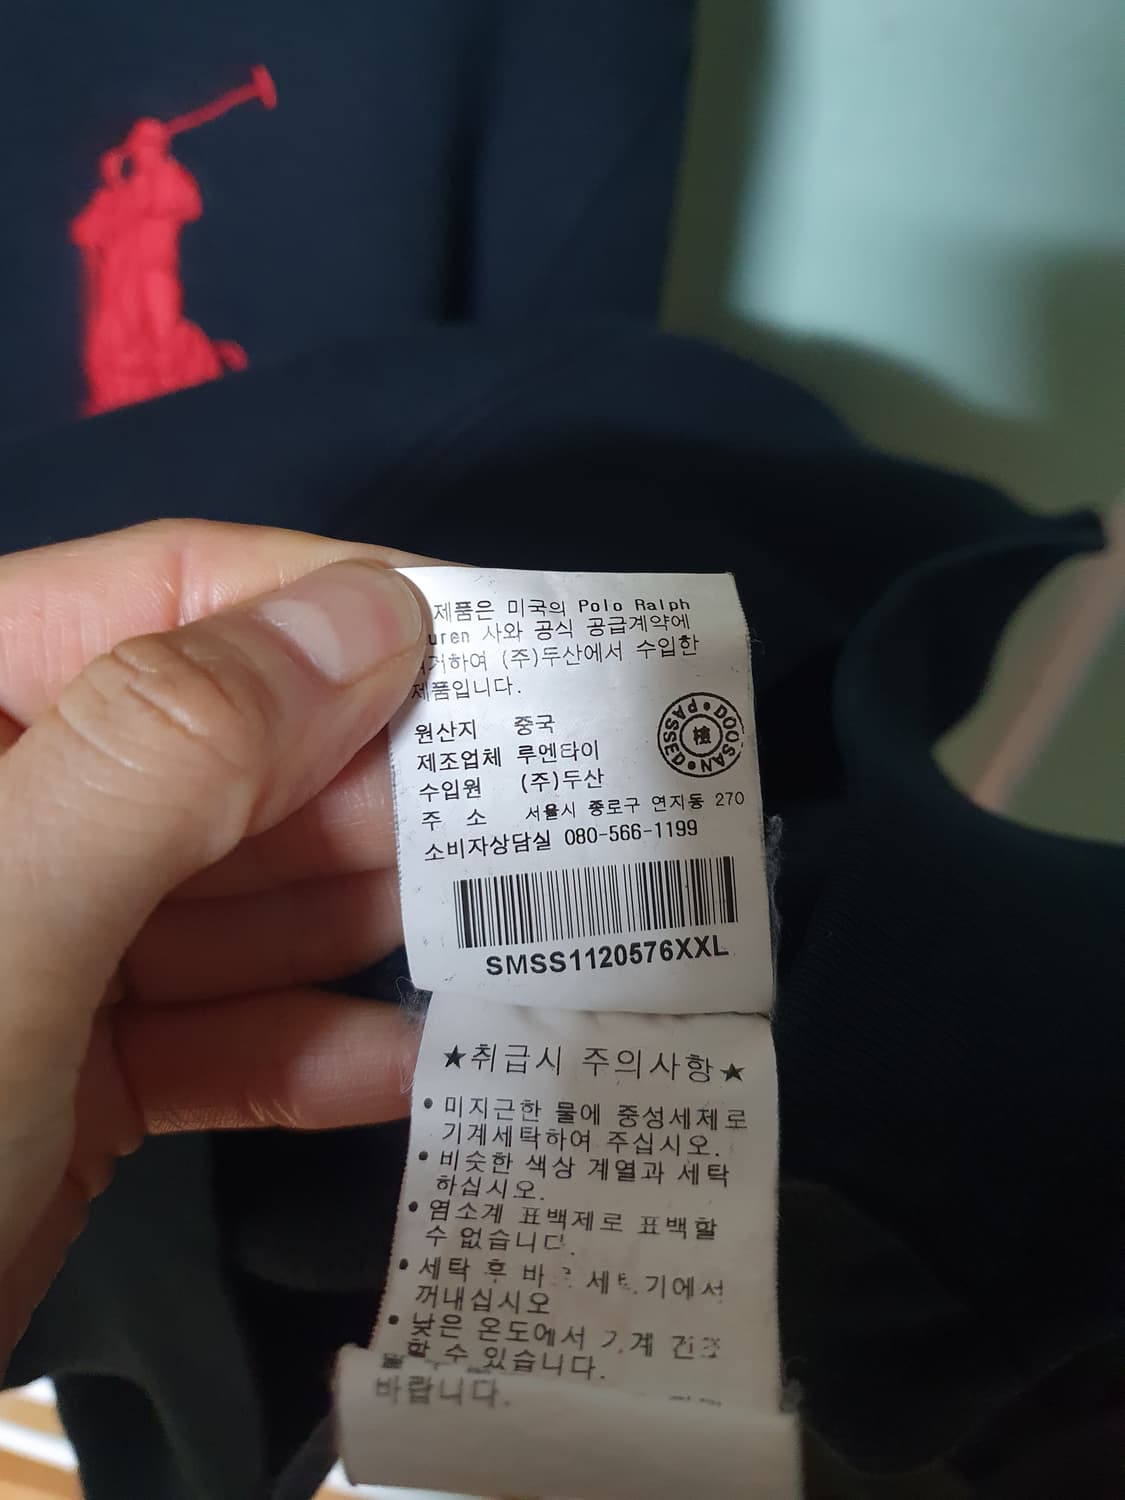 제품은 미국의 Polo Ralph
uren 사와 공식 공급계약에
거하여 (주)두산에서 수입한
제품입니다.
원산지 중국
제조업체 루엔타이
수입원 (주)두산
주 소 서울시 종로구 연지동 270
소비자상담실 080-566-1199
DOOSAN PASSED
檢
SMSS1120576XXL
★취급시 주의사항★
• 미지근한 물에 중성세제로
기계세탁하여 주십시오.
• 비슷한 색상 계열과 세탁
하십시오.
• 염소계 표백제로 표백할
수 없습니다.
• 세탁 후 바로 세탁기에서
꺼내십시오
• 낮은 온도에서 기계 건조
할 수 있습니다.
바랍니다.